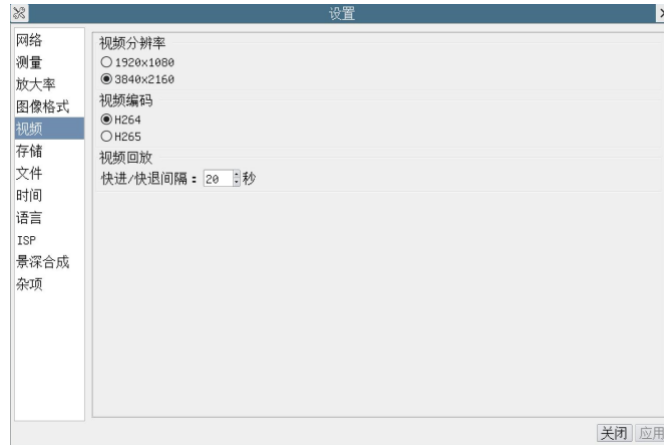 设置
网络
测量
放大率
图像格式
视频
存储
文件
时间
语言
ISP
景深合成
杂项
视频分辨率
1920x1080
3840x2160
视频编码
H264
H265
视频回放
快进/快退间隔: 20 秒
关闭 应用